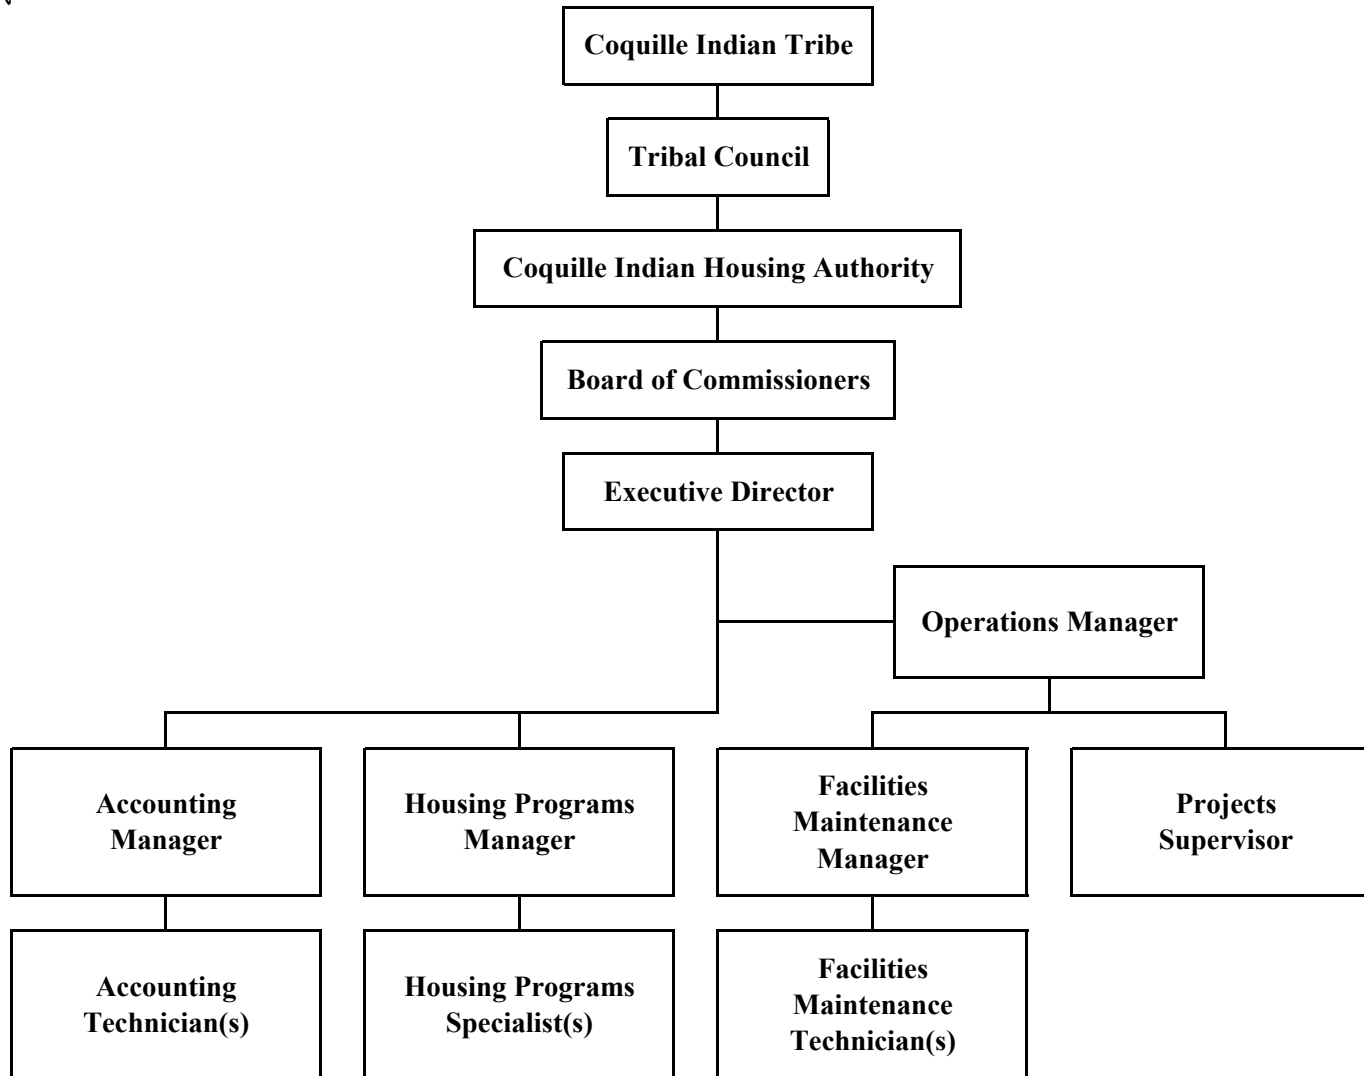 Coquille Indian Tribe
Tribal Council
Coquille Indian Housing Authority
Board of Commissioners
Executive Director
Operations Manager
Accounting
Manager
Housing Programs
Manager
Facilities
Maintenance
Manager
Projects
Supervisor
Accounting
Technician(s)
Housing Programs
Specialist(s)
Facilities
Maintenance
Technician(s)